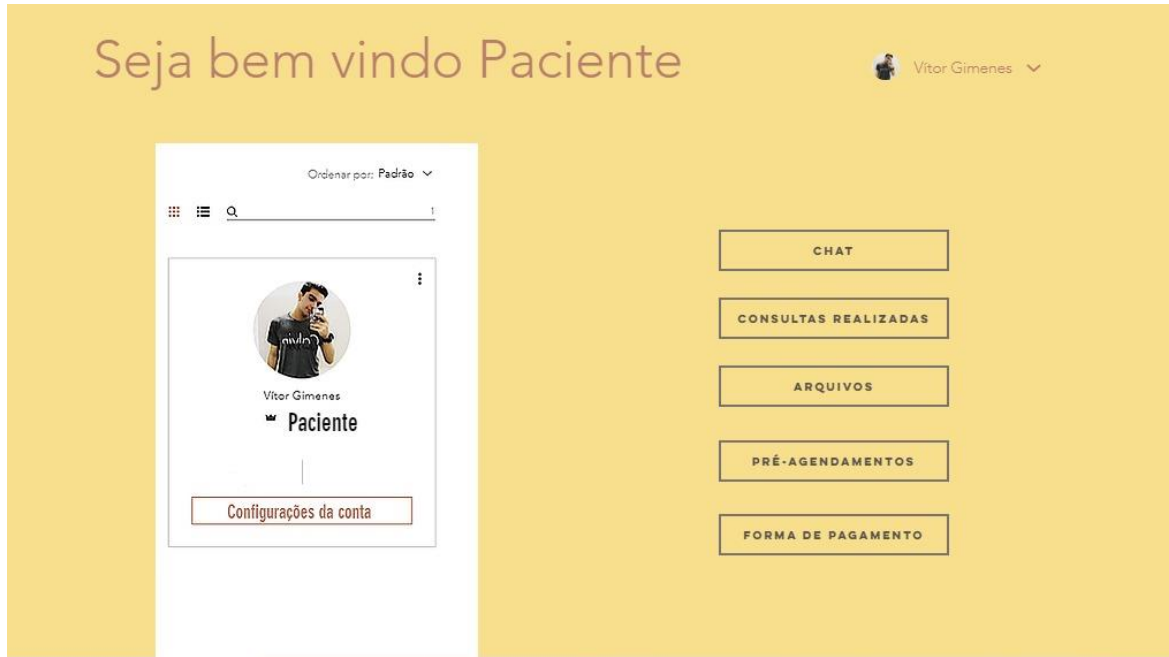 Seja bem vindo Paciente
Vítor Gimenes
Ordenar por: Padrão
1
Vítor Gimenes
Paciente
Configurações da conta
CHAT
CONSULTAS REALIZADAS
ARQUIVOS
PRÉ-AGENDAMENTOS
FORMA DE PAGAMENTO